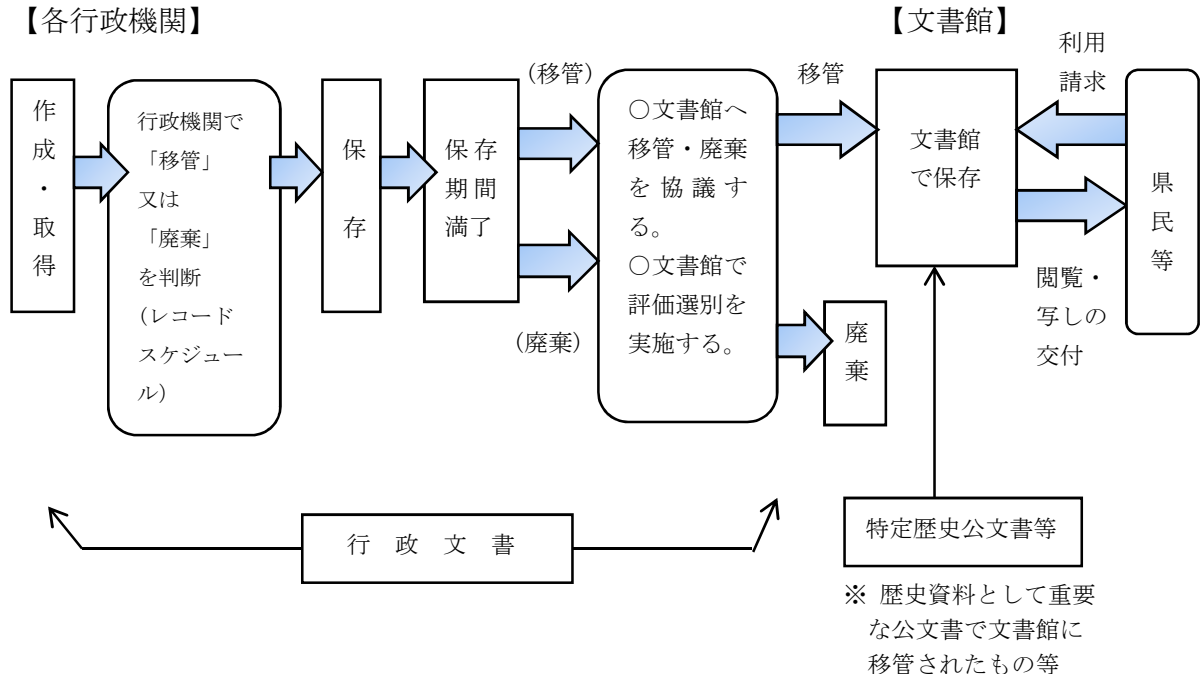 【各行政機関】
【文書館】
作成・取得
行政機関で
「移管」
又は
「廃棄」
を判断
(レコード
スケジュー
ル)
保存
保存
期間
満了
(移管)
(廃棄)
○文書館へ
移管・廃棄
を協議す
る。
○文書館で
評価選別を
実施する。
移管
廃棄
文書館
で保存
利用
請求
閲覧・
写しの
交付
県民等
行政文書
特定歴史公文書等
※ 歴史資料として重要
な公文書で文書館に
移管されたもの等